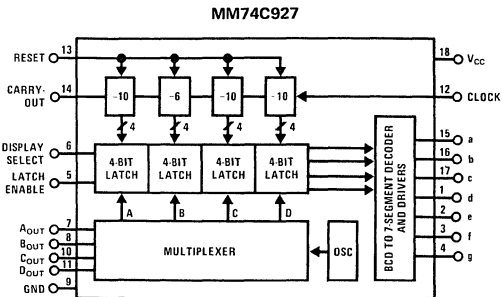 MM74C927
RESET 13
18 VCC
CARRY-OUT 14
-10 -6 -10 -10
12 CLOCK
4 4 4 4
DISPLAY SELECT 6
LATCH ENABLE 5
4-BIT LATCH 4-BIT LATCH 4-BIT LATCH 4-BIT LATCH
BCD TO 7-SEGMENT DECODER AND DRIVERS
15 a
16 b
17 c
1 d
2 e
3 f
4 g
A B C D
MULTIPLEXER
OSC
AOUT 7
BOUT 8
COUT 10
DOUT 11
GND 9